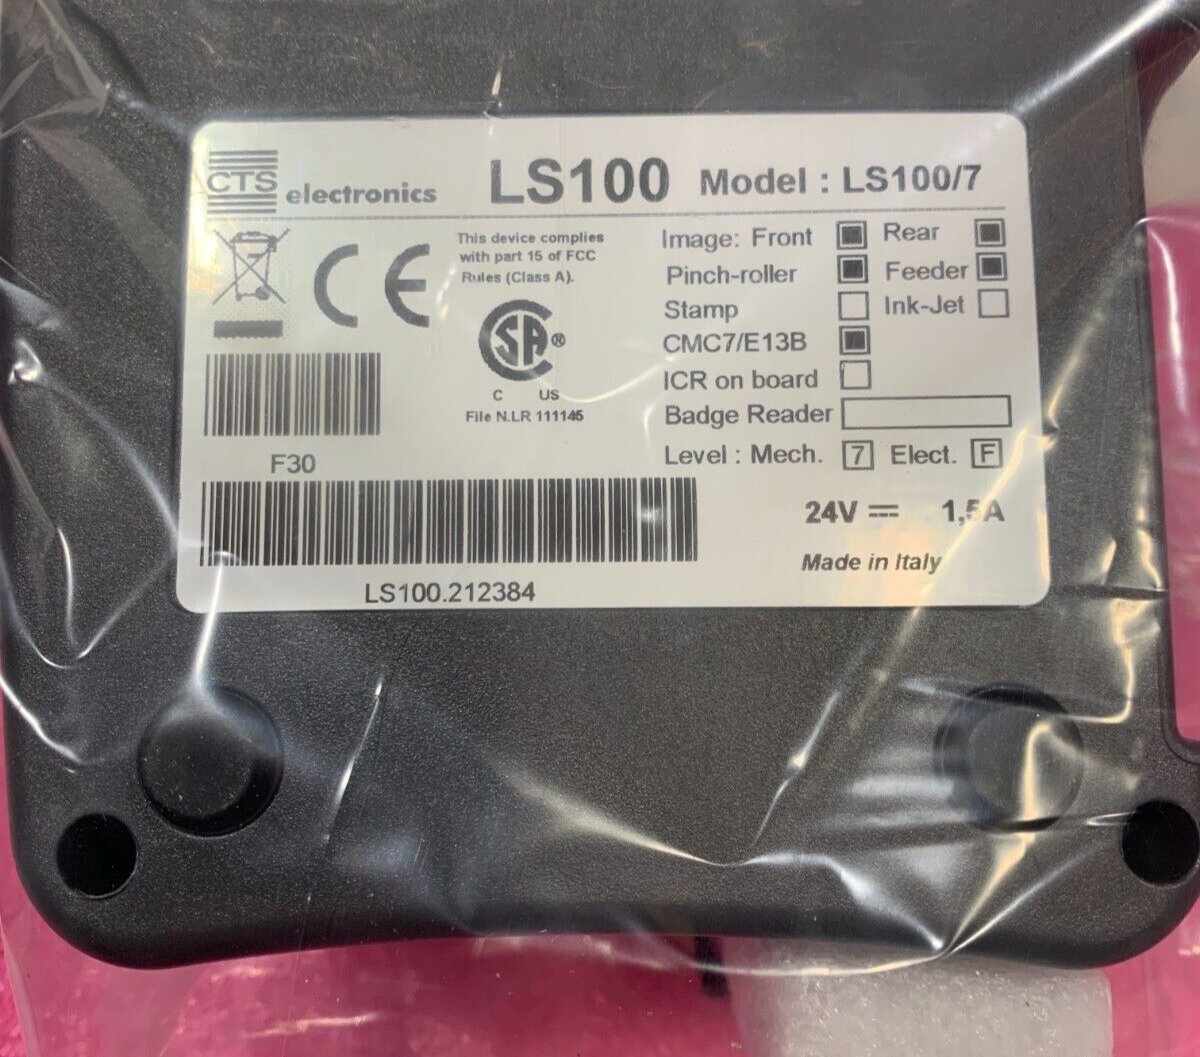 CTS electronics LS100 Model : LS100/7
This device complies
with part 15 of FCC
Rules (Class A).
CE
SA®
C US
File N.LR 111145
F30
LS100.212384
Image: Front Rear
Pinch-roller Feeder
Stamp Ink-Jet
CMC7/E13B
ICR on board
Badge Reader
Level : Mech. 7 Elect. F
24V 1,5A
Made in Italy